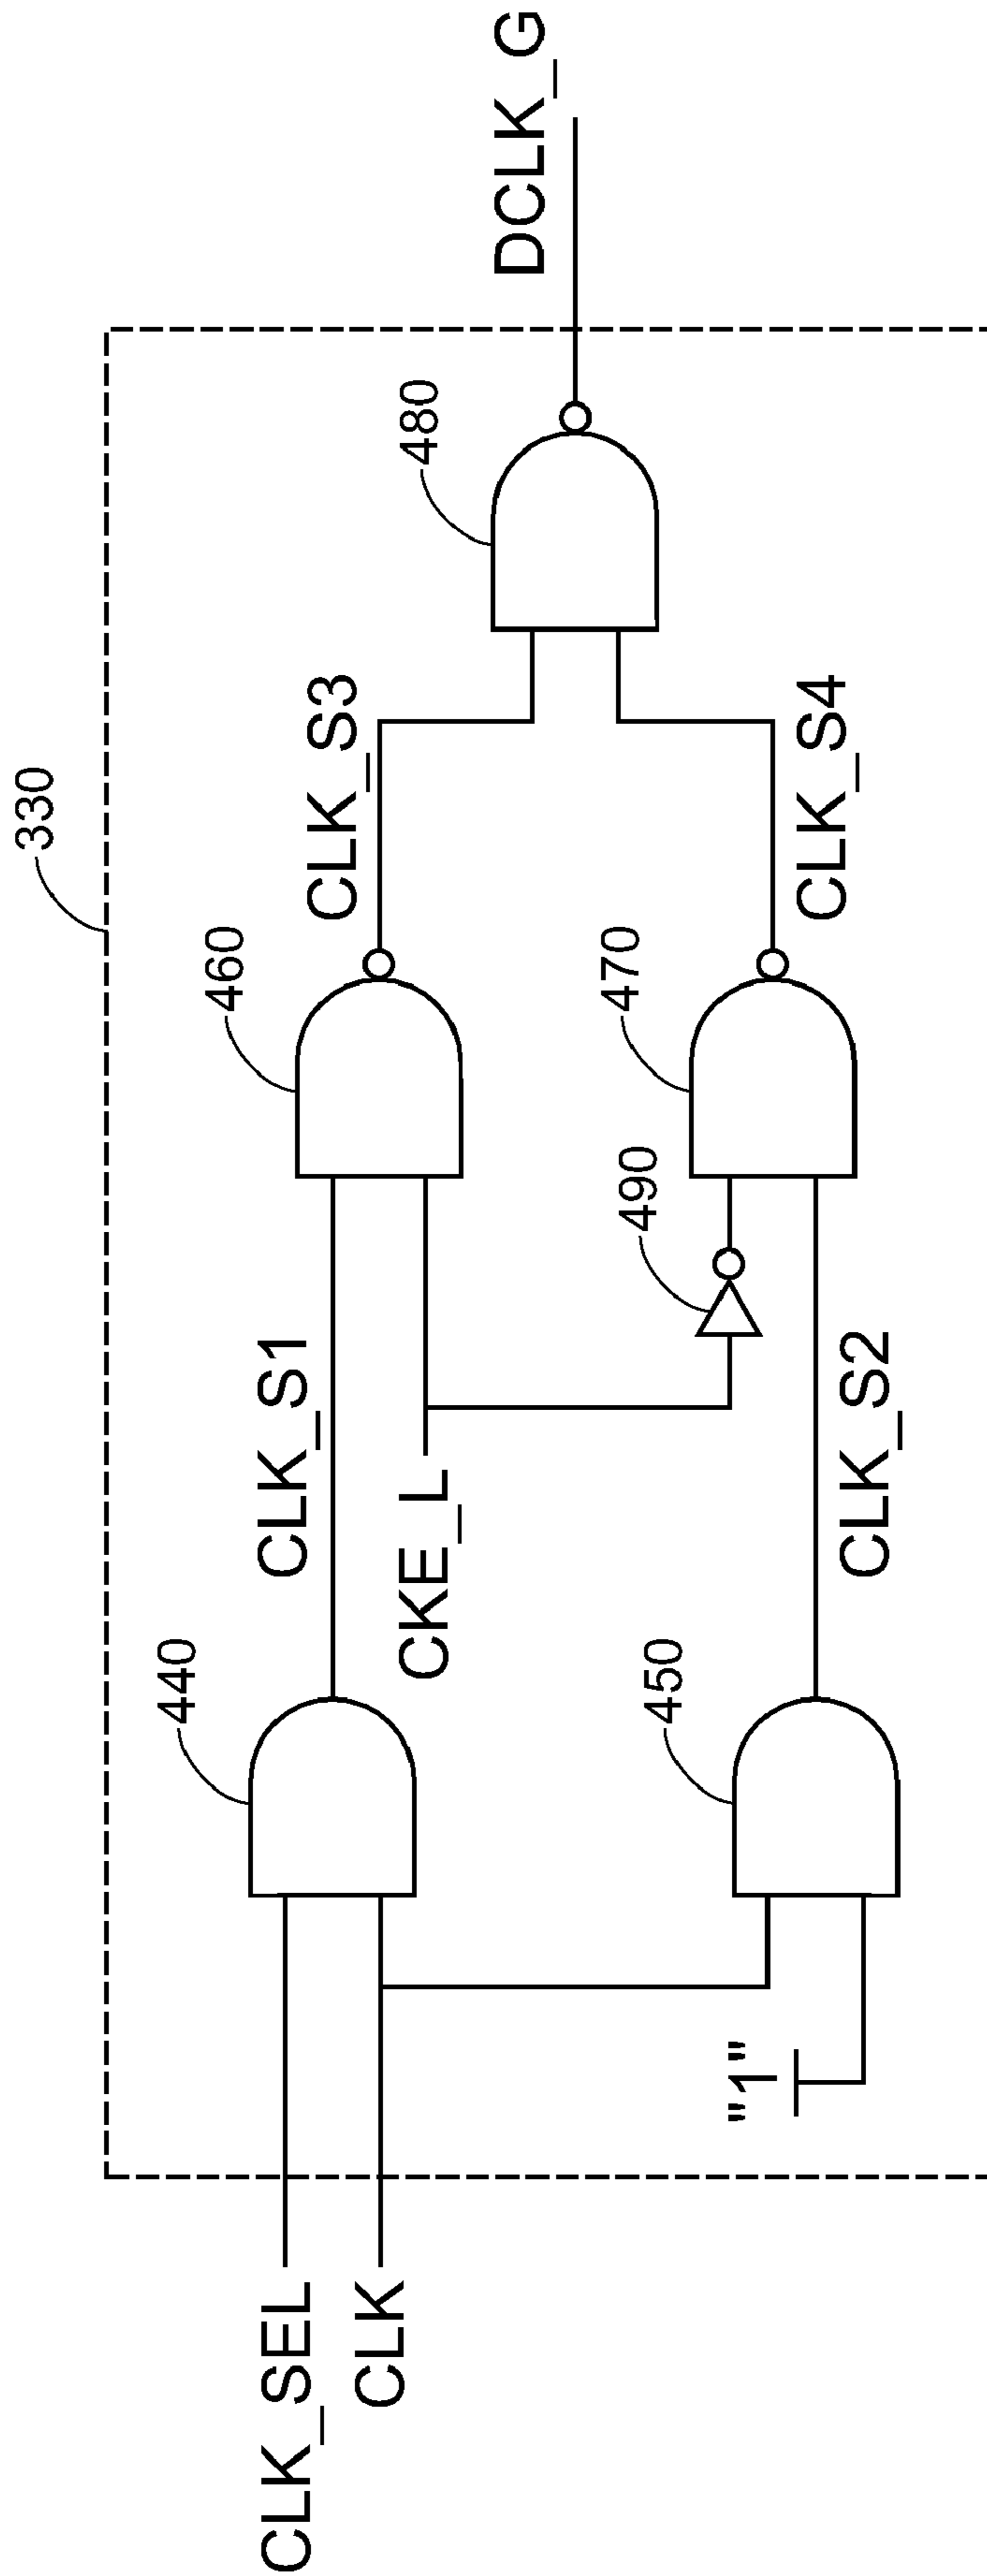 330
CLK_SEL
CLK
440
CLK_S1
460
CLK_S3
CKE_L
480
DCLK_G
490
470
"1"
450
CLK_S2
CLK_S4